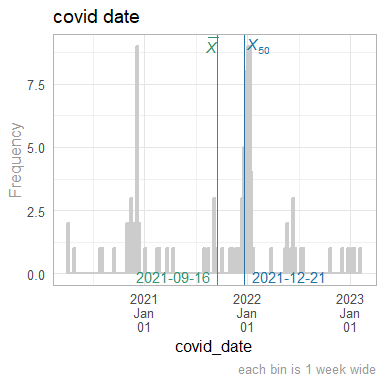 covid date
X̅
X₅₀
7.5
5.0
2.5
0.0
Frequency
2021-09-16
2021-12-21
2021
Jan
01
2022
Jan
01
2023
Jan
01
covid_date
each bin is 1 week wide